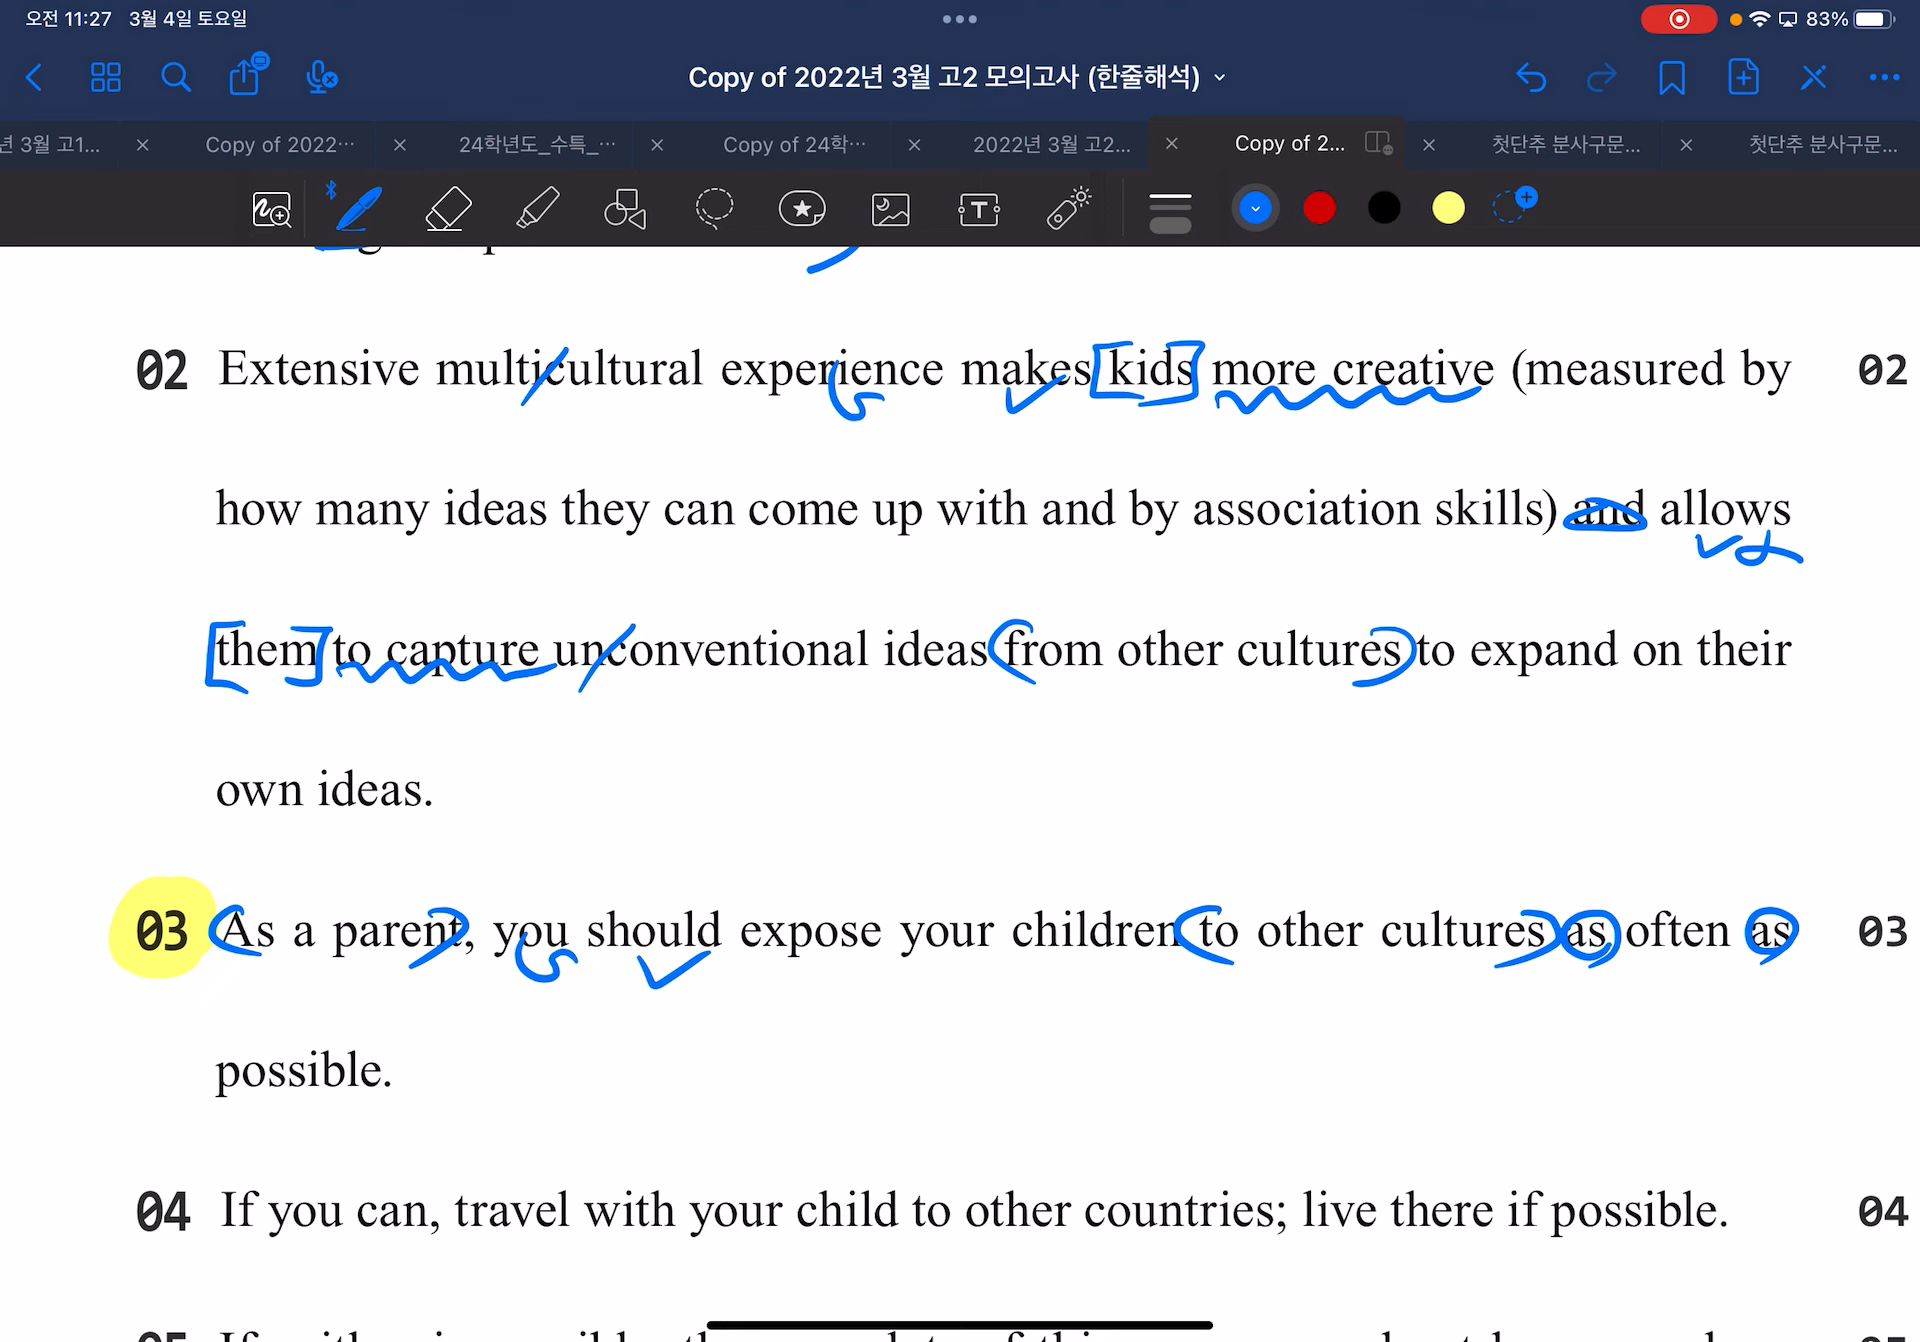 오전 11:27 3월 4일 토요일
83%
Copy of 2022년 3월 고2 모의고사 (한줄해석)
년 3월 고1...
Copy of 2022...
24학년도_수특_...
Copy of 24학...
2022년 3월 고2...
Copy of 2...
첫단추 분사구문...
첫단추 분사구문...
02 Extensive multicultural experience makes kids more creative (measured by 02
how many ideas they can come up with and by association skills) and allows
them to capture unconventional ideas from other cultures to expand on their
own ideas.
03 As a parent, you should expose your children to other cultures as often as 03
possible.
04 If you can, travel with your child to other countries; live there if possible. 04